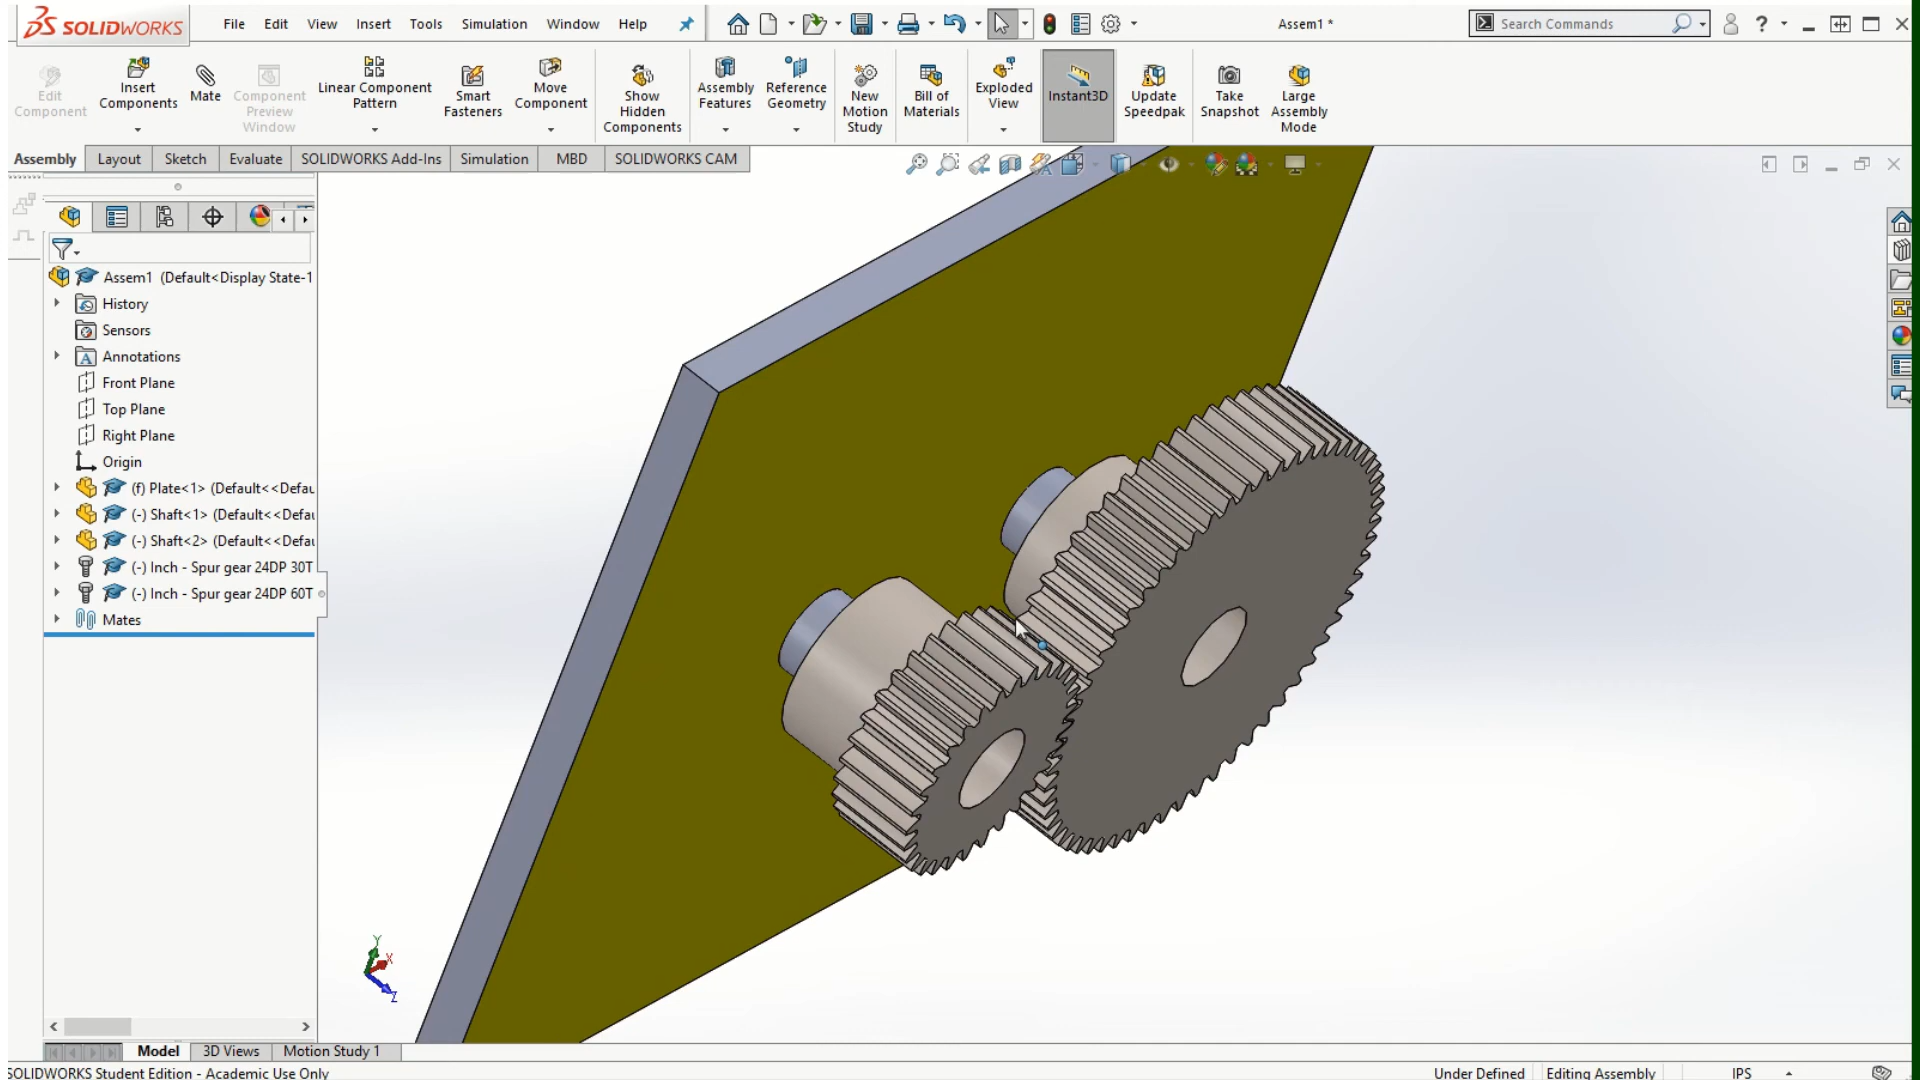 SOLIDWORKS
File Edit View Insert Tools Simulation Window Help
Assem1 *
Search Commands
Edit Component
Insert Components
Mate
Component Preview Window
Linear Component Pattern
Smart Fasteners
Move Component
Show Hidden Components
Assembly Features
Reference Geometry
New Motion Study
Bill of Materials
Exploded View
Instant3D
Update Speedpak
Take Snapshot
Large Assembly Mode
Assembly Layout Sketch Evaluate SOLIDWORKS Add-Ins Simulation MBD SOLIDWORKS CAM
Assem1 (Default<Display State-1
History
Sensors
Annotations
Front Plane
Top Plane
Right Plane
Origin
(f) Plate<1> (Default<<Defau
(-) Shaft<1> (Default<<Defau
(-) Shaft<2> (Default<<Defau
(-) Inch - Spur gear 24DP 30T
(-) Inch - Spur gear 24DP 60T
Mates
Y
X
Z
Model 3D Views Motion Study 1
SOLIDWORKS Student Edition - Academic Use Only
Under Defined Editing Assembly IPS